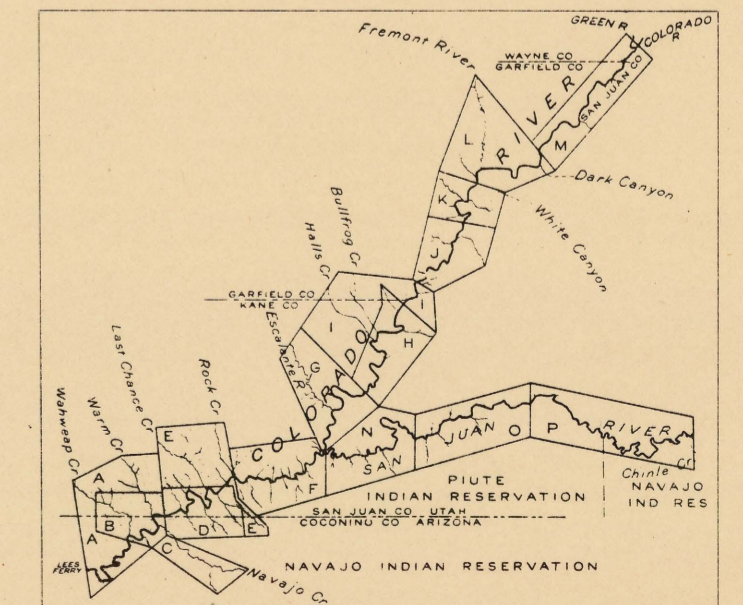 GREEN R
COLORADO
R
Fremont River
WAYNE CO
GARFIELD CO
SAN JUAN CO
RIVER
L
M
Dark Canyon
K
White Canyon
J
Bullfrog Cr
Halls Cr
GARFIELD CO
KANE CO
I
I
H
Escalante R
G
COLORADO
Last Chance Cr
Rock Cr
Warm Cr
Wahweap Cr
E
N
SAN JUAN RIVER
O
P
Chinle Cr
A
F
PIUTE
INDIAN RESERVATION
NAVAJO
IND RES
SAN JUAN CO UTAH
COCONINO CO ARIZONA
B
D
E
A
C
LEES
FERRY
Navajo Cr
NAVAJO INDIAN RESERVATION